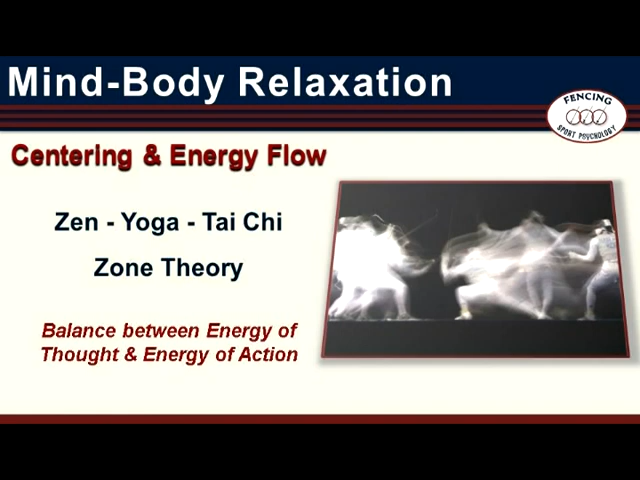 Mind-Body Relaxation
FENCING
SPORT PSYCHOLOGY
Centering & Energy Flow
Zen - Yoga - Tai Chi
Zone Theory
Balance between Energy of
Thought & Energy of Action